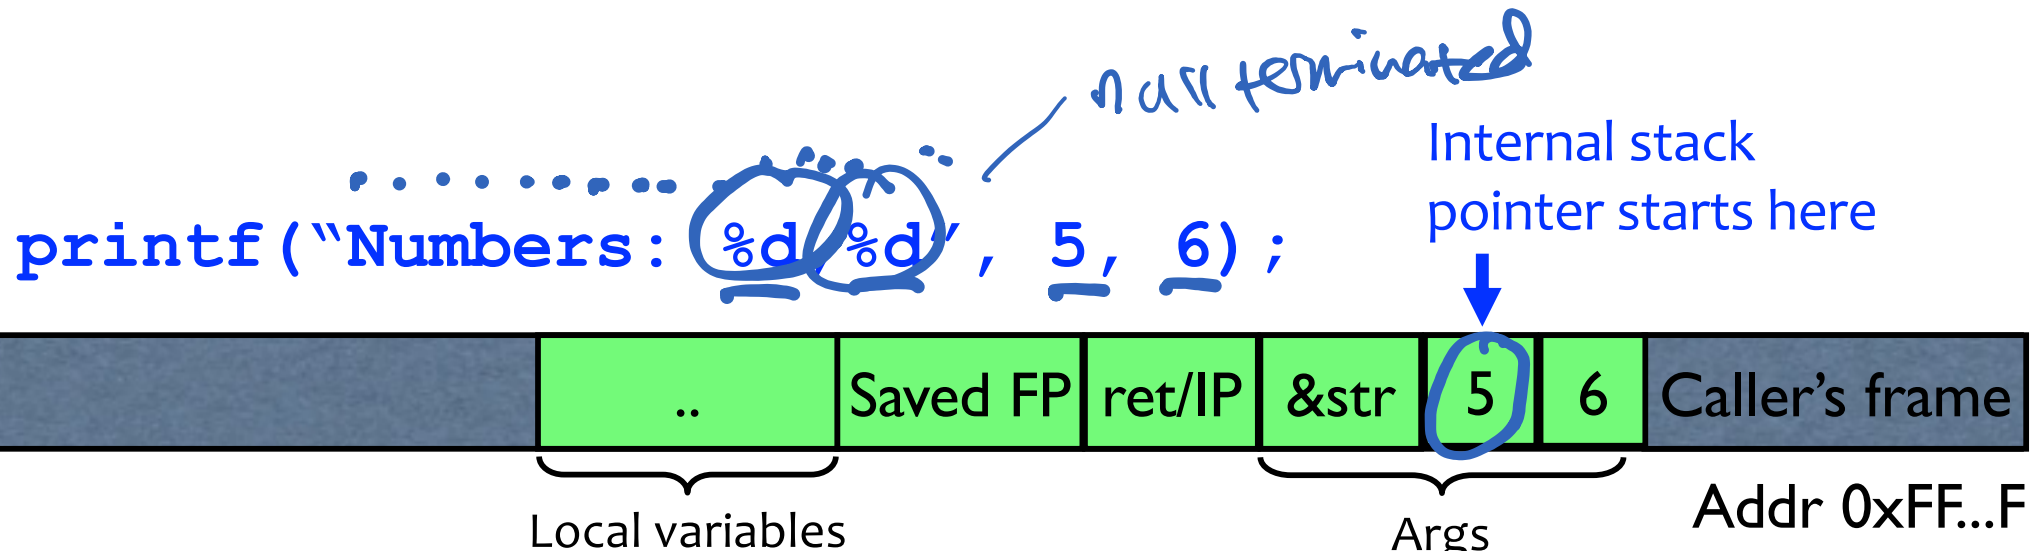 null terminated
Internal stack
pointer starts here
printf(“Numbers: %d,%d”, 5, 6);
.. Saved FP ret/IP &str 5 6 Caller’s frame
Local variables Args Addr 0xFF...F